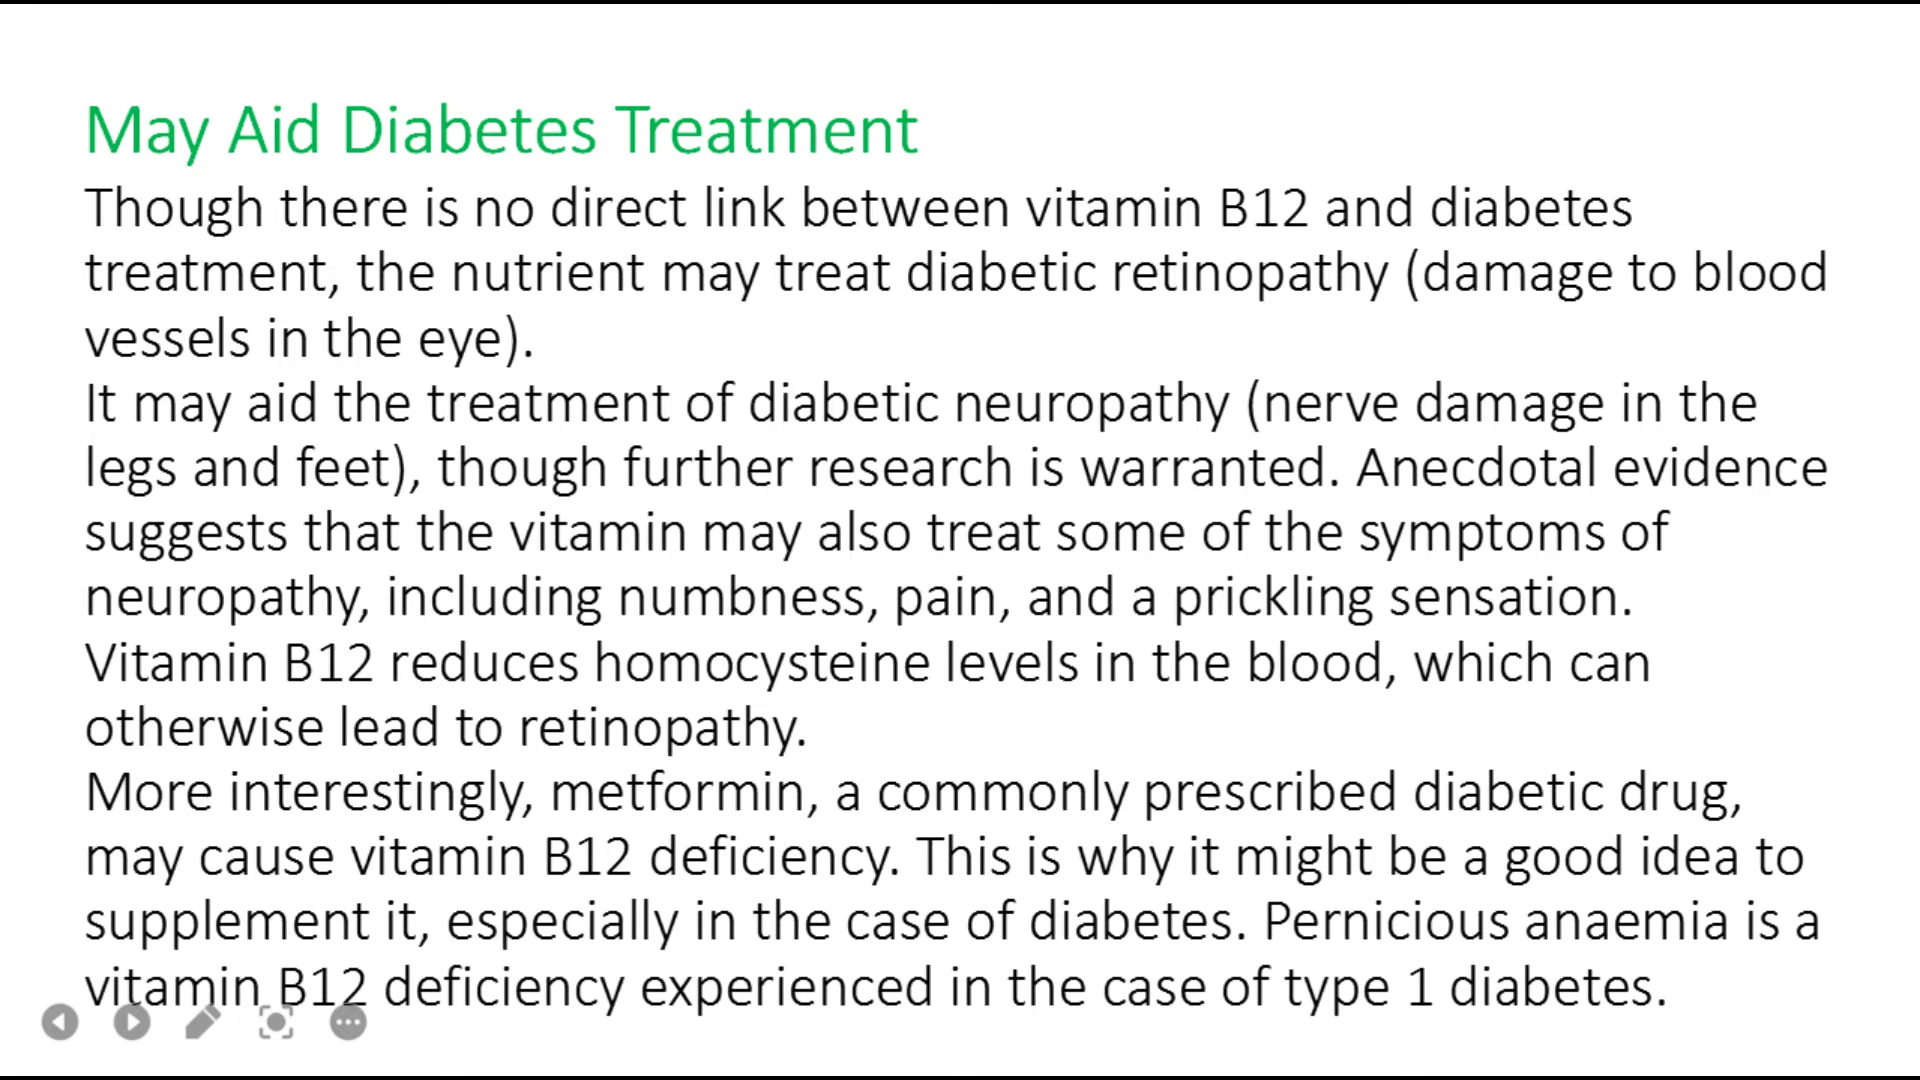 May Aid Diabetes Treatment
Though there is no direct link between vitamin B12 and diabetes
treatment, the nutrient may treat diabetic retinopathy (damage to blood
vessels in the eye).
It may aid the treatment of diabetic neuropathy (nerve damage in the
legs and feet), though further research is warranted. Anecdotal evidence
suggests that the vitamin may also treat some of the symptoms of
neuropathy, including numbness, pain, and a prickling sensation.
Vitamin B12 reduces homocysteine levels in the blood, which can
otherwise lead to retinopathy.
More interestingly, metformin, a commonly prescribed diabetic drug,
may cause vitamin B12 deficiency. This is why it might be a good idea to
supplement it, especially in the case of diabetes. Pernicious anaemia is a
vitamin B12 deficiency experienced in the case of type 1 diabetes.